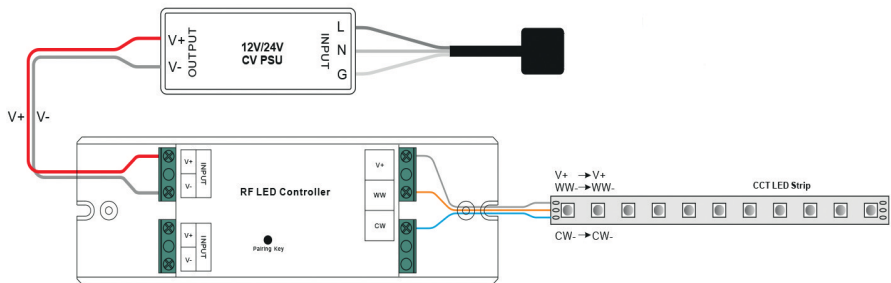 V+
V-
OUTPUT
12V/24V
CV PSU
INPUT
L
N
G
V+
V-
V+
V-
INPUT
V+
V-
INPUT
RF LED Controller
Pairing Key
V+
WW
CW
V+ → V+
WW- → WW-
CW- → CW-
CCT LED Strip